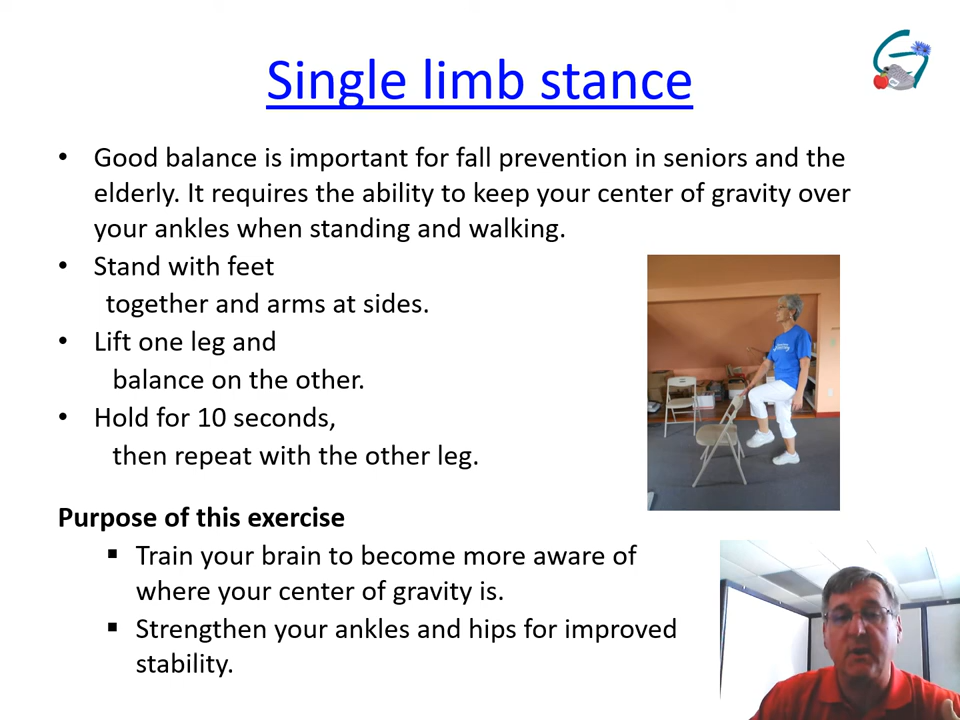 Single limb stance
• Good balance is important for fall prevention in seniors and the
elderly. It requires the ability to keep your center of gravity over
your ankles when standing and walking.
• Stand with feet
together and arms at sides.
• Lift one leg and
balance on the other.
• Hold for 10 seconds,
then repeat with the other leg.
Purpose of this exercise
▪ Train your brain to become more aware of
where your center of gravity is.
▪ Strengthen your ankles and hips for improved
stability.